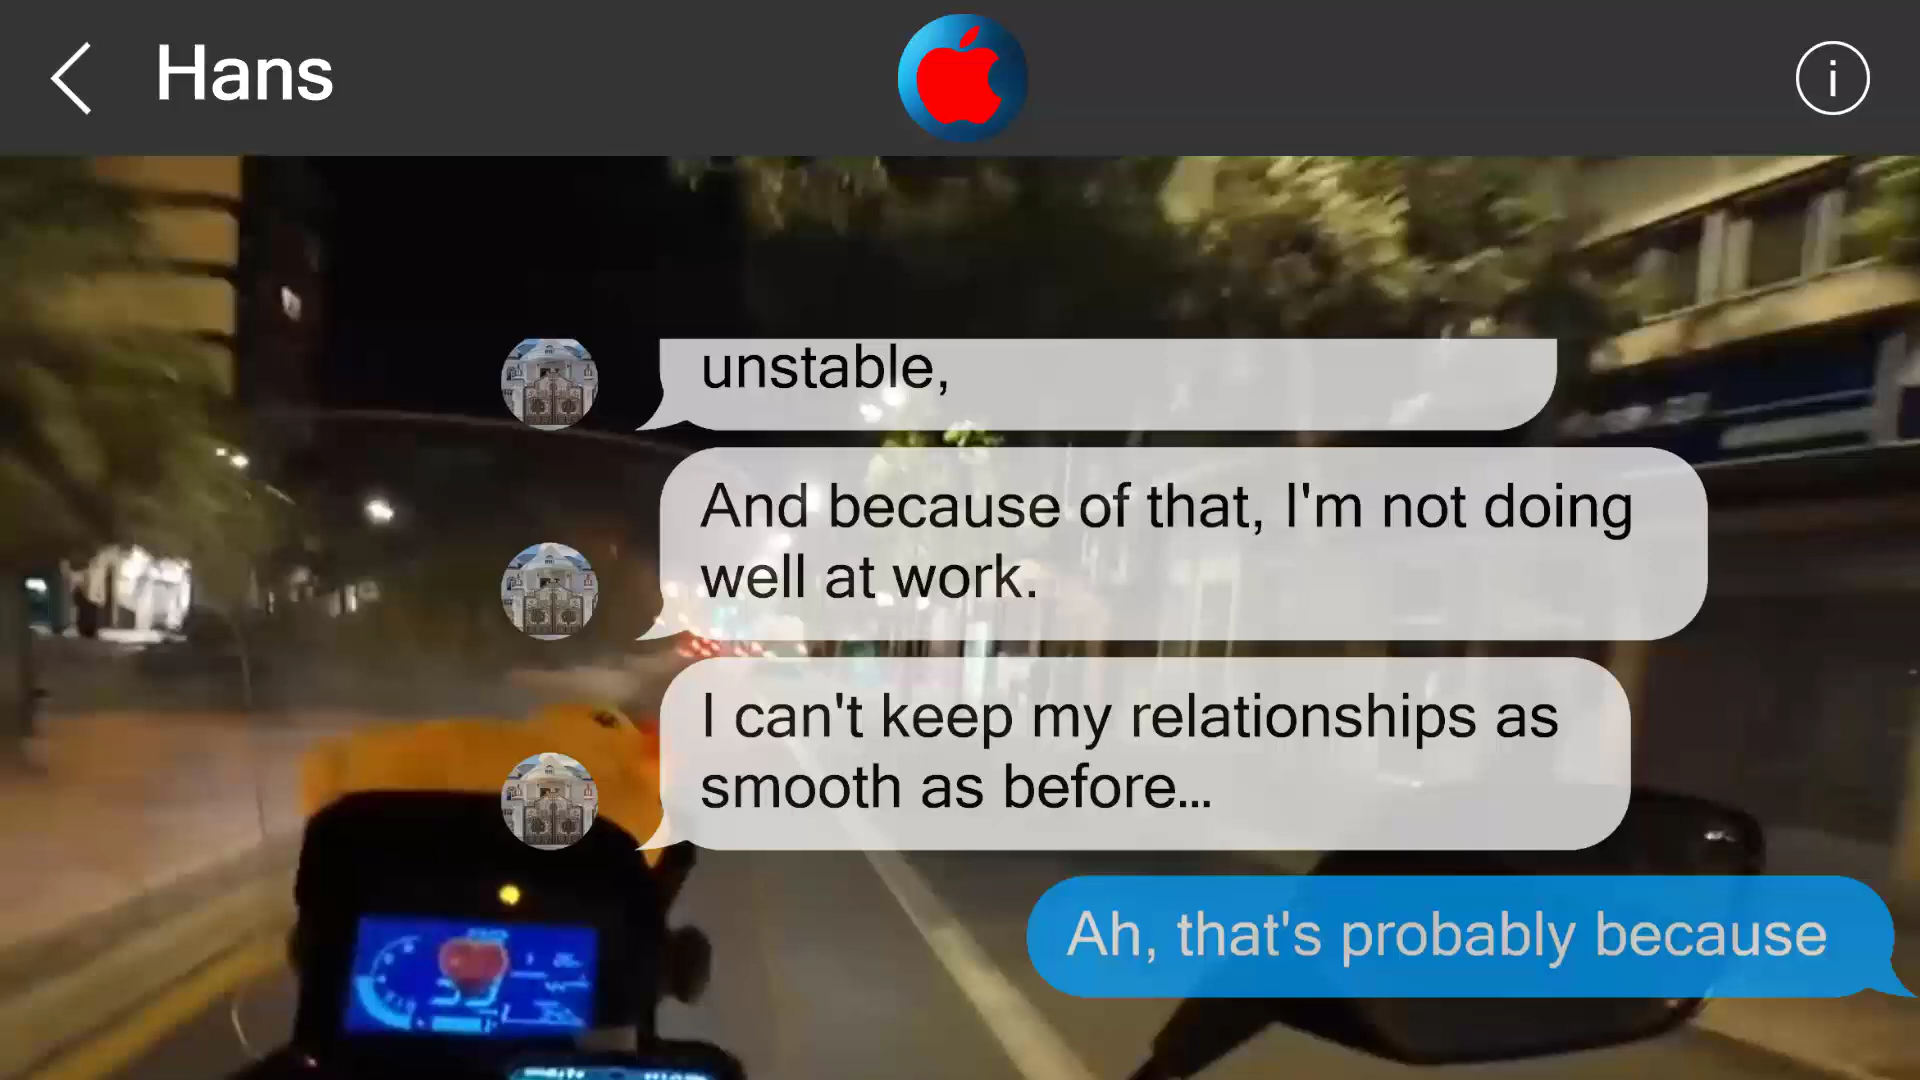 Hans
i
unstable,
And because of that, I'm not doing
well at work.
I can't keep my relationships as
smooth as before...
Ah, that's probably because